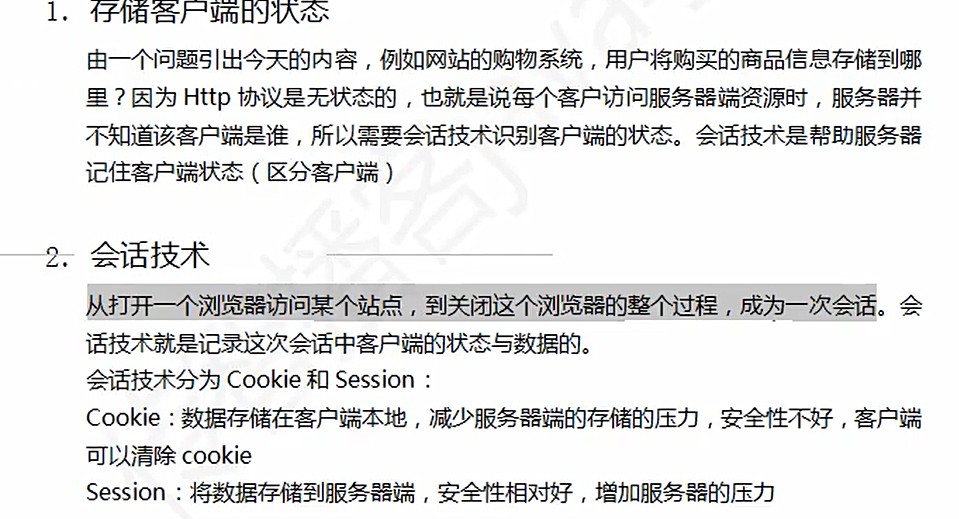 1. 存储客户端的状态
由一个问题引出今天的内容，例如网站的购物系统，用户将购买的商品信息存储到哪
里？因为 Http 协议是无状态的，也就是说每个客户访问服务器端资源时，服务器并
不知道该客户端是谁，所以需要会话技术识别客户端的状态。会话技术是帮助服务器
记住客户端状态（区分客户端）
2. 会话技术
从打开一个浏览器访问某个站点，到关闭这个浏览器的整个过程，成为一次会话。会
话技术就是记录这次会话中客户端的状态与数据的。
会话技术分为 Cookie 和 Session：
Cookie：数据存储在客户端本地，减少服务器端的存储的压力，安全性不好，客户端
可以清除 cookie
Session：将数据存储到服务器端，安全性相对好，增加服务器的压力